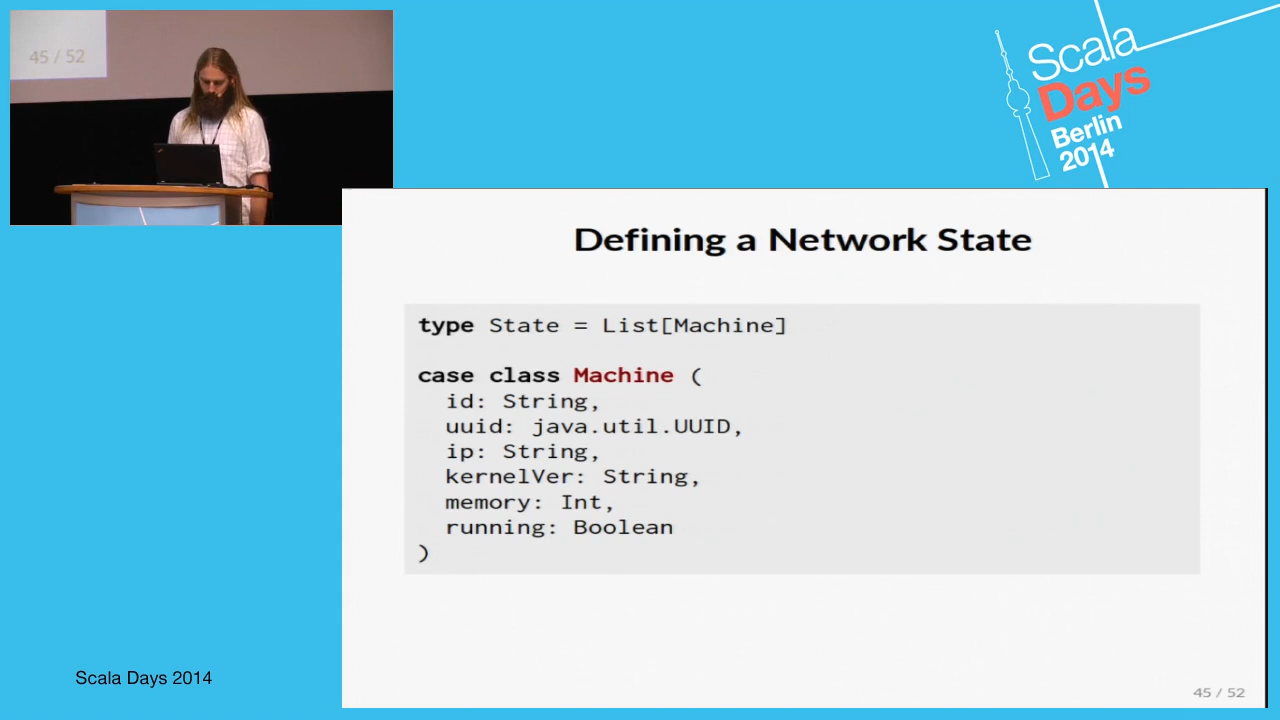 45 / 52
Scala
Days
Berlin
2014
Defining a Network State
type State = List[Machine]
case class Machine (
id: String,
uuid: java.util.UUID,
ip: String,
kernelVer: String,
memory: Int,
running: Boolean
)
Scala Days 2014
45 / 52